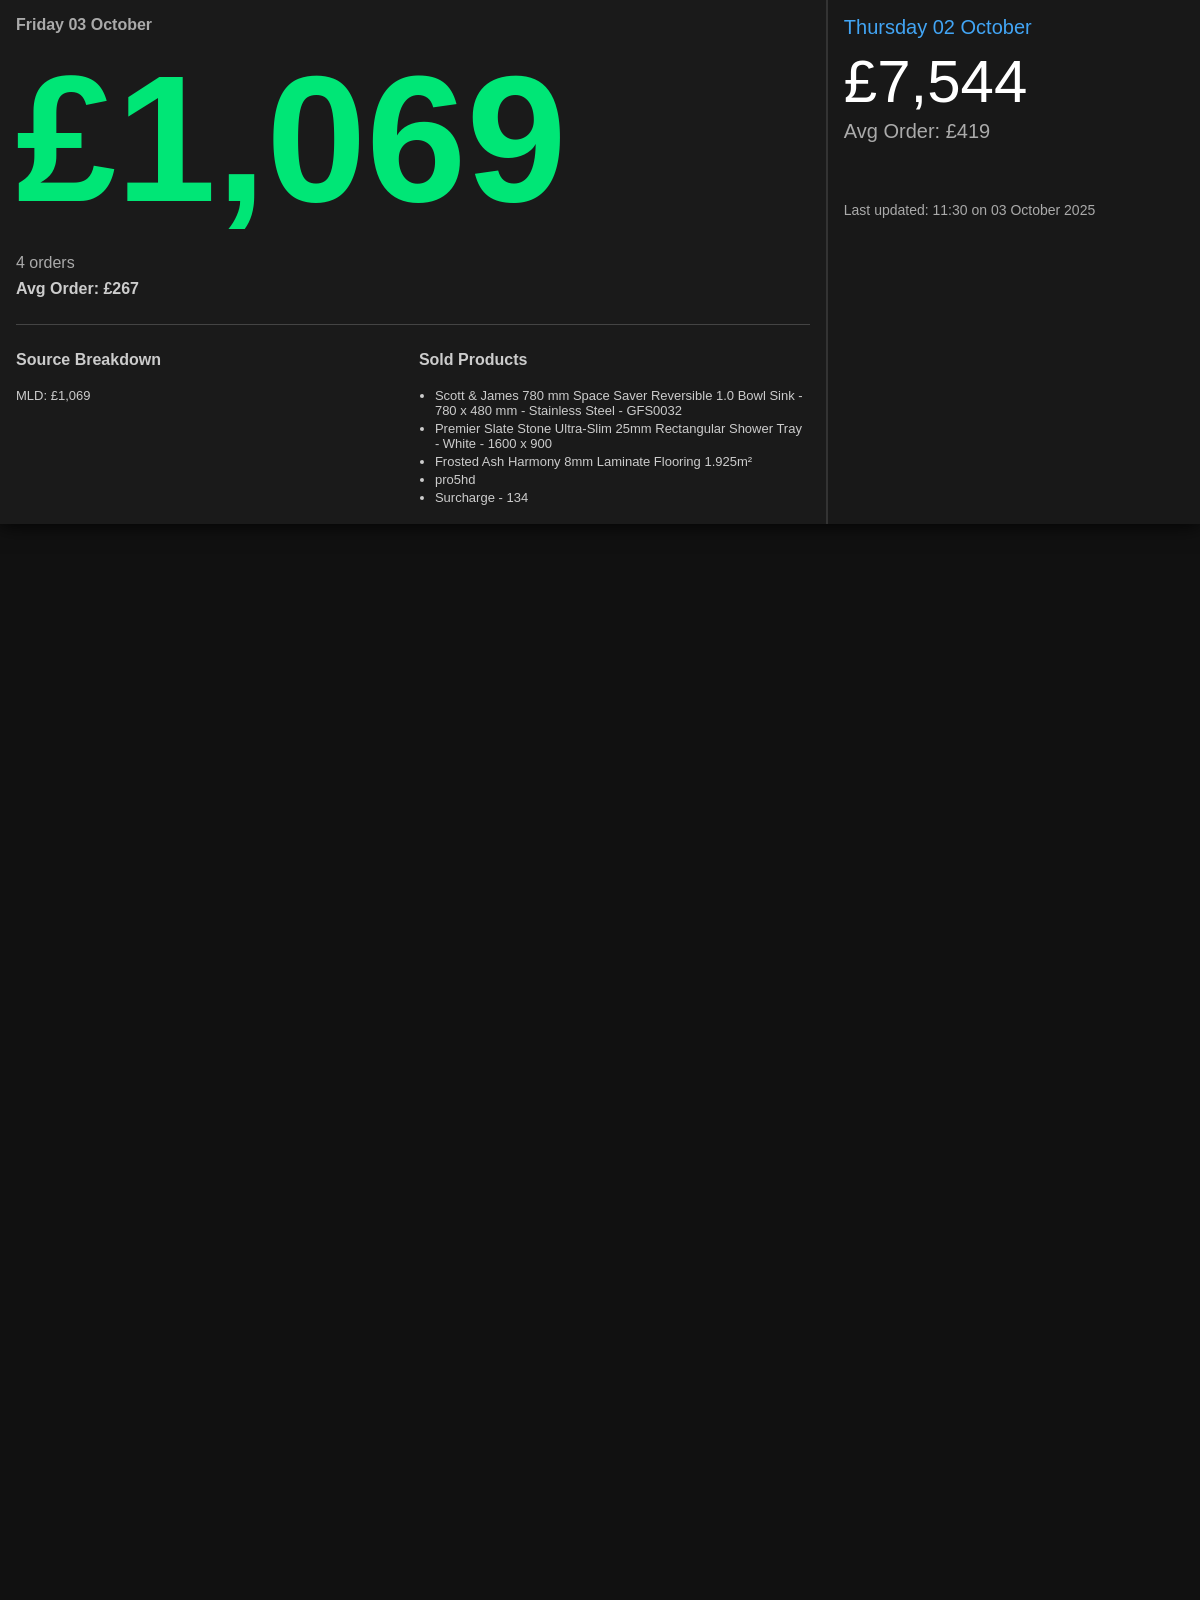 Friday 03 October
£1,069
4 orders
Avg Order: £267
Source Breakdown
MLD: £1,069
Sold Products
• Scott & James 780 mm Space Saver Reversible 1.0 Bowl Sink -
780 x 480 mm - Stainless Steel - GFS0032
• Premier Slate Stone Ultra-Slim 25mm Rectangular Shower Tray
- White - 1600 x 900
• Frosted Ash Harmony 8mm Laminate Flooring 1.925m²
• pro5hd
• Surcharge - 134
Thursday 02 October
£7,544
Avg Order: £419
Last updated: 11:30 on 03 October 2025